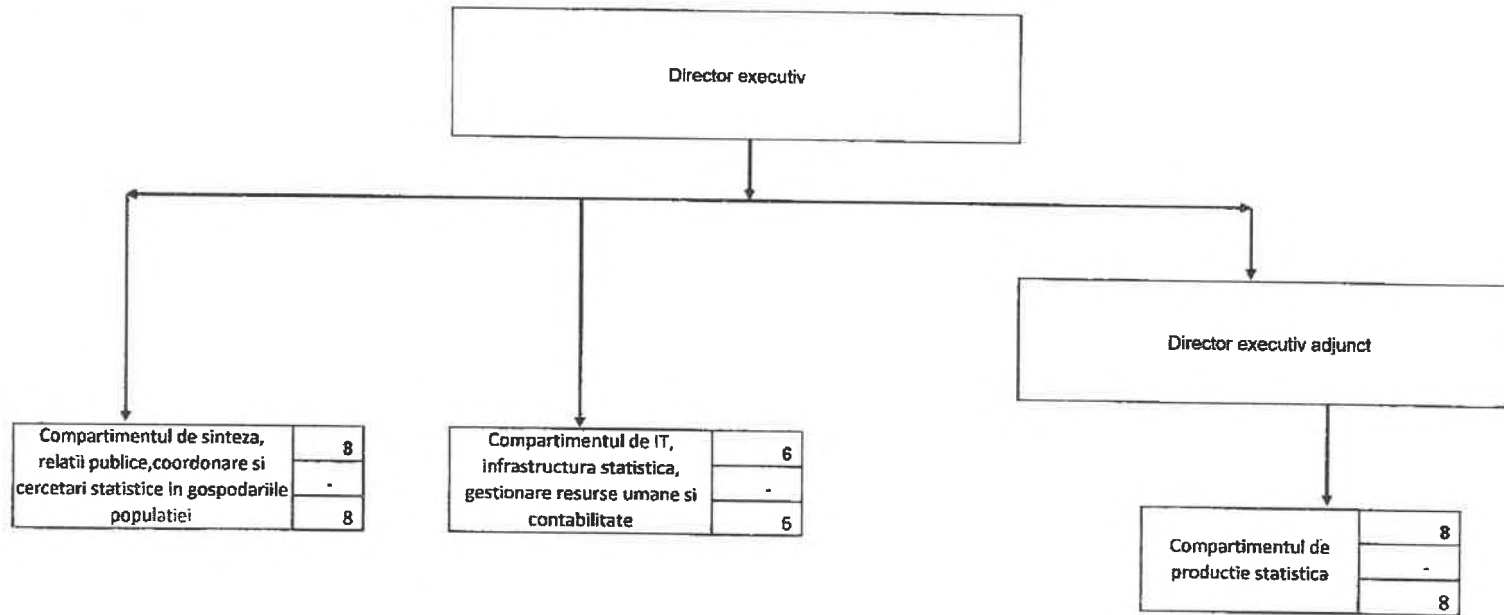 Director executiv
Director executiv adjunct
Compartimentul de sinteza,
relatii publice,coordonare si
cercetari statistice in gospodariile
populatiei
8
-
8
Compartimentul de IT,
infrastructura statistica,
gestionare resurse umane si
contabilitate
6
-
6
Compartimentul de
productie statistica
8
-
8